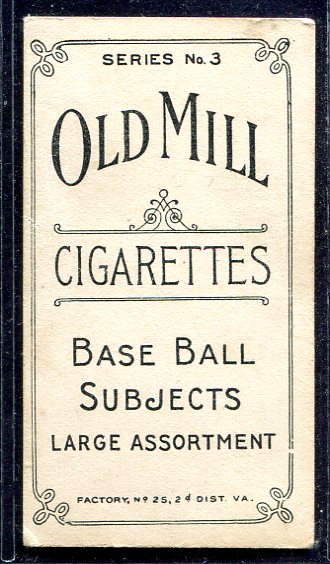 SERIES No. 3
OLD MILL
CIGARETTES
BASE BALL
SUBJECTS
LARGE ASSORTMENT
FACTORY, Nº 25, 2d DIST. VA.